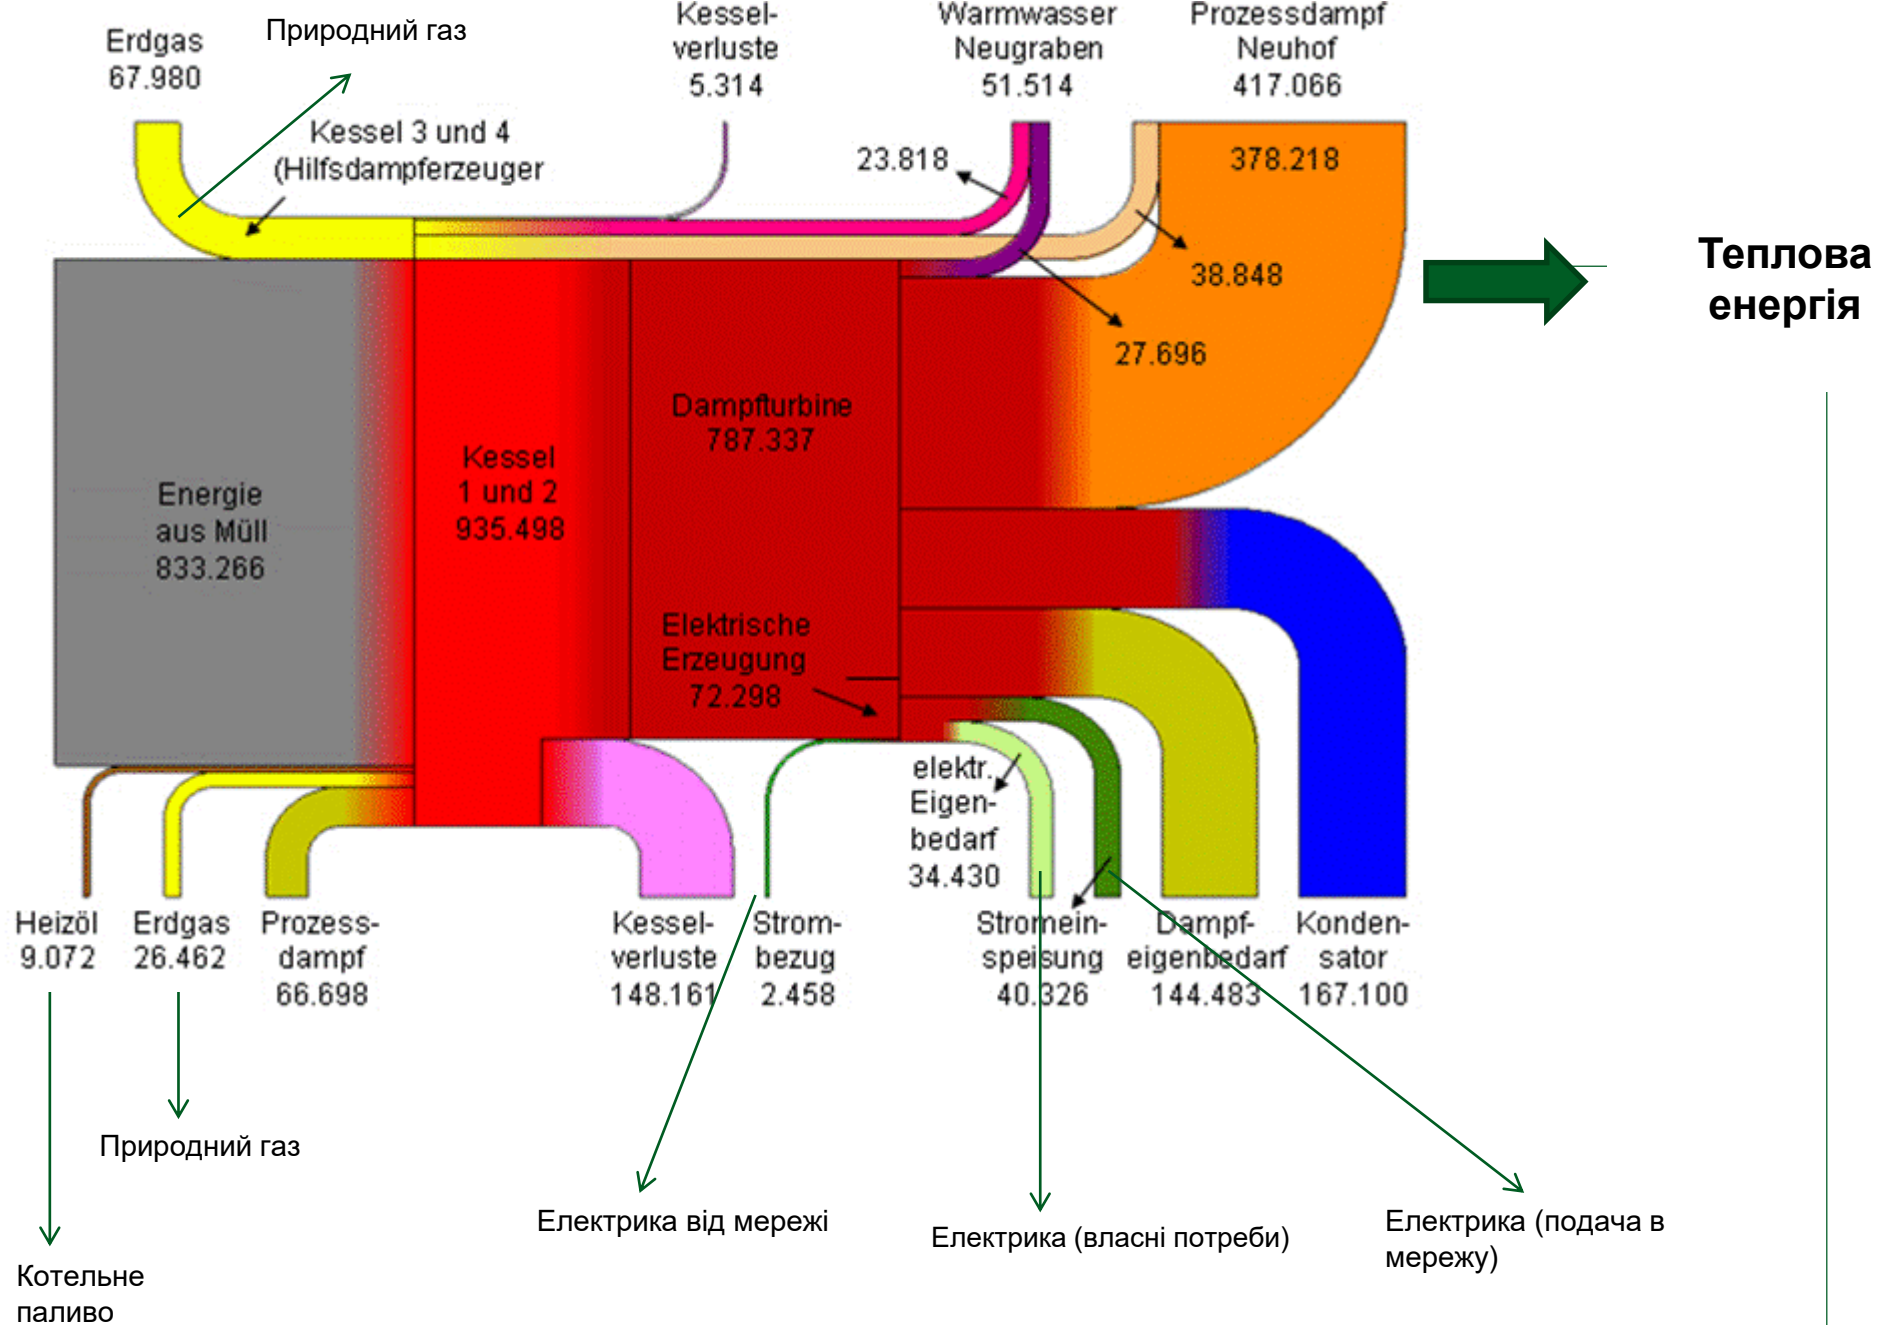 Erdgas
67.980
Природний газ
Kessel-
verluste
5.314
Warmwasser
Neugraben
51.514
Prozessdampf
Neuhof
417.066
Kessel 3 und 4
(Hilfsdampferzeuger
23.818
378.218
38.848
27.696
Теплова
енергія
Energie
aus Müll
833.266
Kessel
1 und 2
935.498
Dampfturbine
787.337
Elektrische
Erzeugung
72.298
elektr.
Eigen-
bedarf
34.430
Heizöl
9.072
Erdgas
26.462
Prozess-
dampf
66.698
Kessel-
verluste
148.161
Strom-
bezug
2.458
Stromein-
speisung
40.326
Dampf-
eigenbedarf
144.483
Konden-
sator
167.100
Природний газ
Електрика від мережі
Електрика (власні потреби)
Електрика (подача в
мережу)
Котельне
паливо